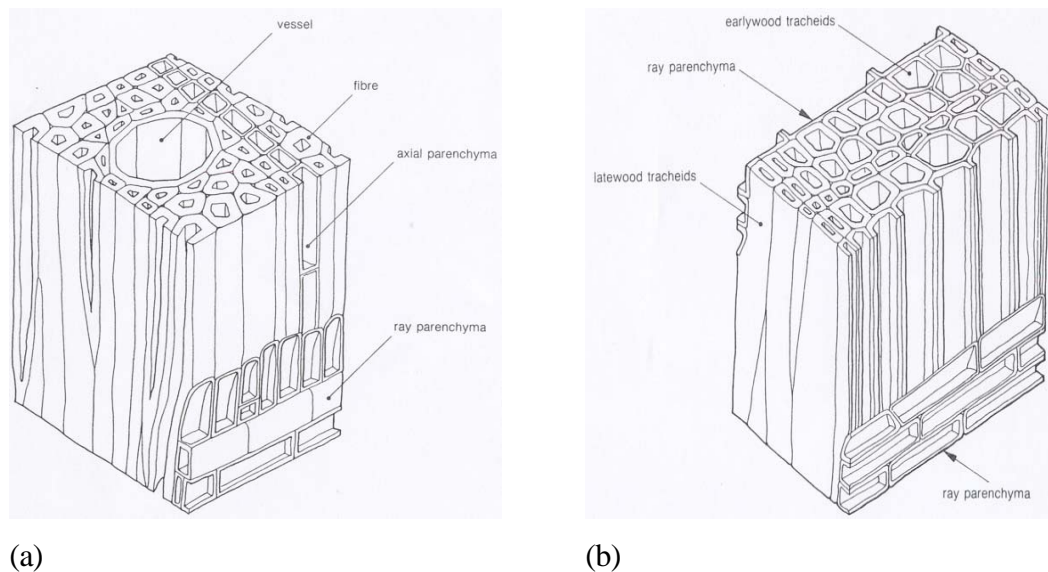 vessel
fibre
axial parenchyma
ray parenchyma
(a)
earlywood tracheids
ray parenchyma
latewood tracheids
ray parenchyma
(b)